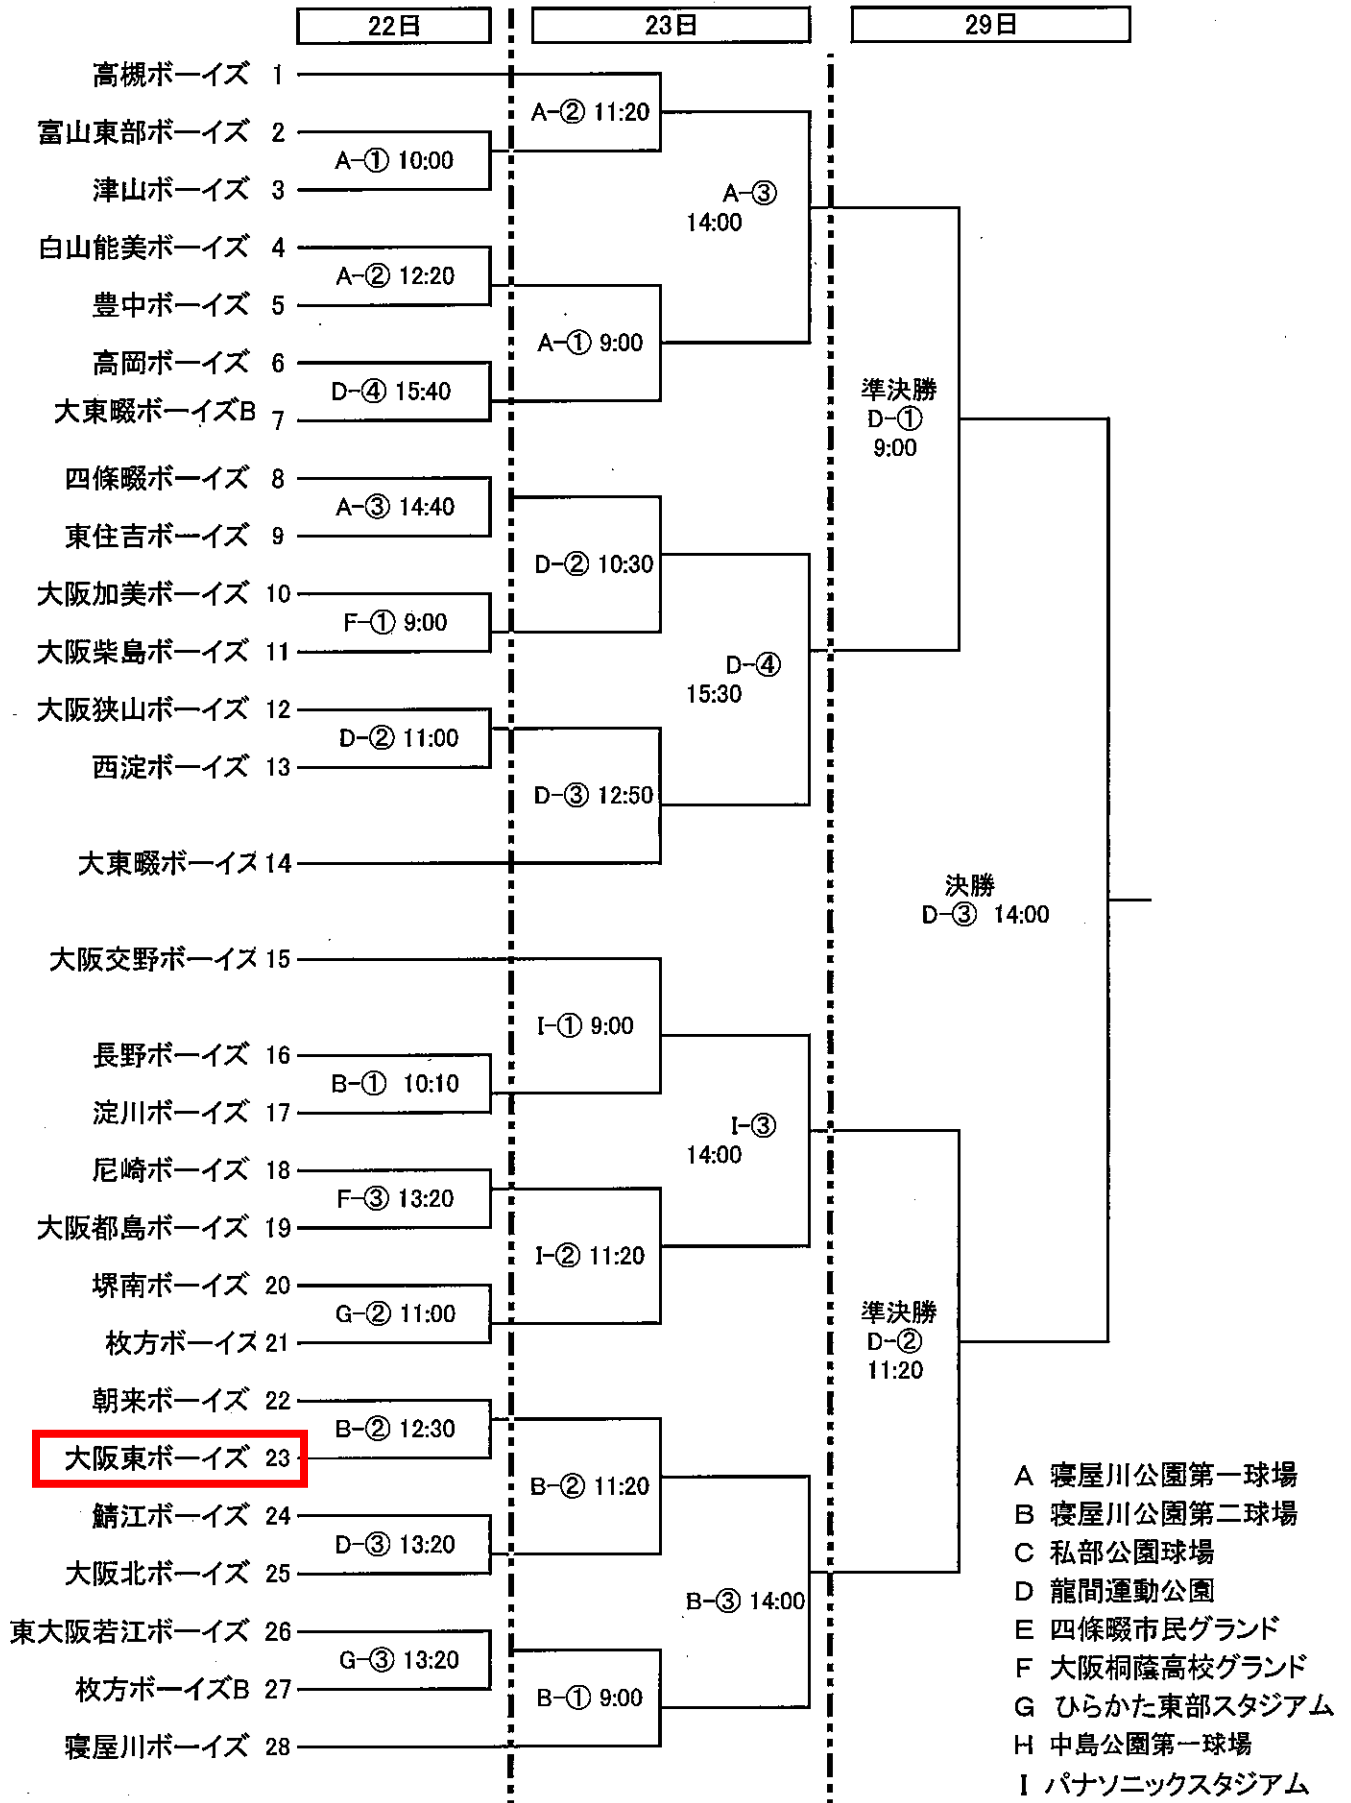 22日 23日 29日
高槻ボーイズ 1
A-② 11:20
富山東部ボーイズ 2
A-① 10:00
津山ボーイズ 3
A-③
14:00
白山能美ボーイズ 4
A-② 12:20
豊中ボーイズ 5
A-① 9:00
高岡ボーイズ 6
D-④ 15:40
大東畷ボーイズB 7
準決勝
D-①
9:00
四條畷ボーイズ 8
A-③ 14:40
東住吉ボーイズ 9
D-② 10:30
大阪加美ボーイズ 10
F-① 9:00
大阪柴島ボーイズ 11
D-④
15:30
大阪狭山ボーイズ 12
D-② 11:00
西淀ボーイズ 13
D-③ 12:50
大東畷ボーイズ 14
決勝
D-③ 14:00
大阪交野ボーイズ 15
I-① 9:00
長野ボーイズ 16
B-① 10:10
淀川ボーイズ 17
I-③
14:00
尼崎ボーイズ 18
F-③ 13:20
大阪都島ボーイズ 19
I-② 11:20
堺南ボーイズ 20
G-② 11:00
枚方ボーイズ 21
準決勝
D-②
11:20
朝来ボーイズ 22
B-② 12:30
大阪東ボーイズ 23
B-② 11:20
鯖江ボーイズ 24
D-③ 13:20
大阪北ボーイズ 25
B-③ 14:00
東大阪若江ボーイズ 26
G-③ 13:20
枚方ボーイズB 27
B-① 9:00
寝屋川ボーイズ 28
A 寝屋川公園第一球場
B 寝屋川公園第二球場
C 私部公園球場
D 龍間運動公園
E 四條畷市民グランド
F 大阪桐蔭高校グランド
G ひらかた東部スタジアム
H 中島公園第一球場
I パナソニックスタジアム